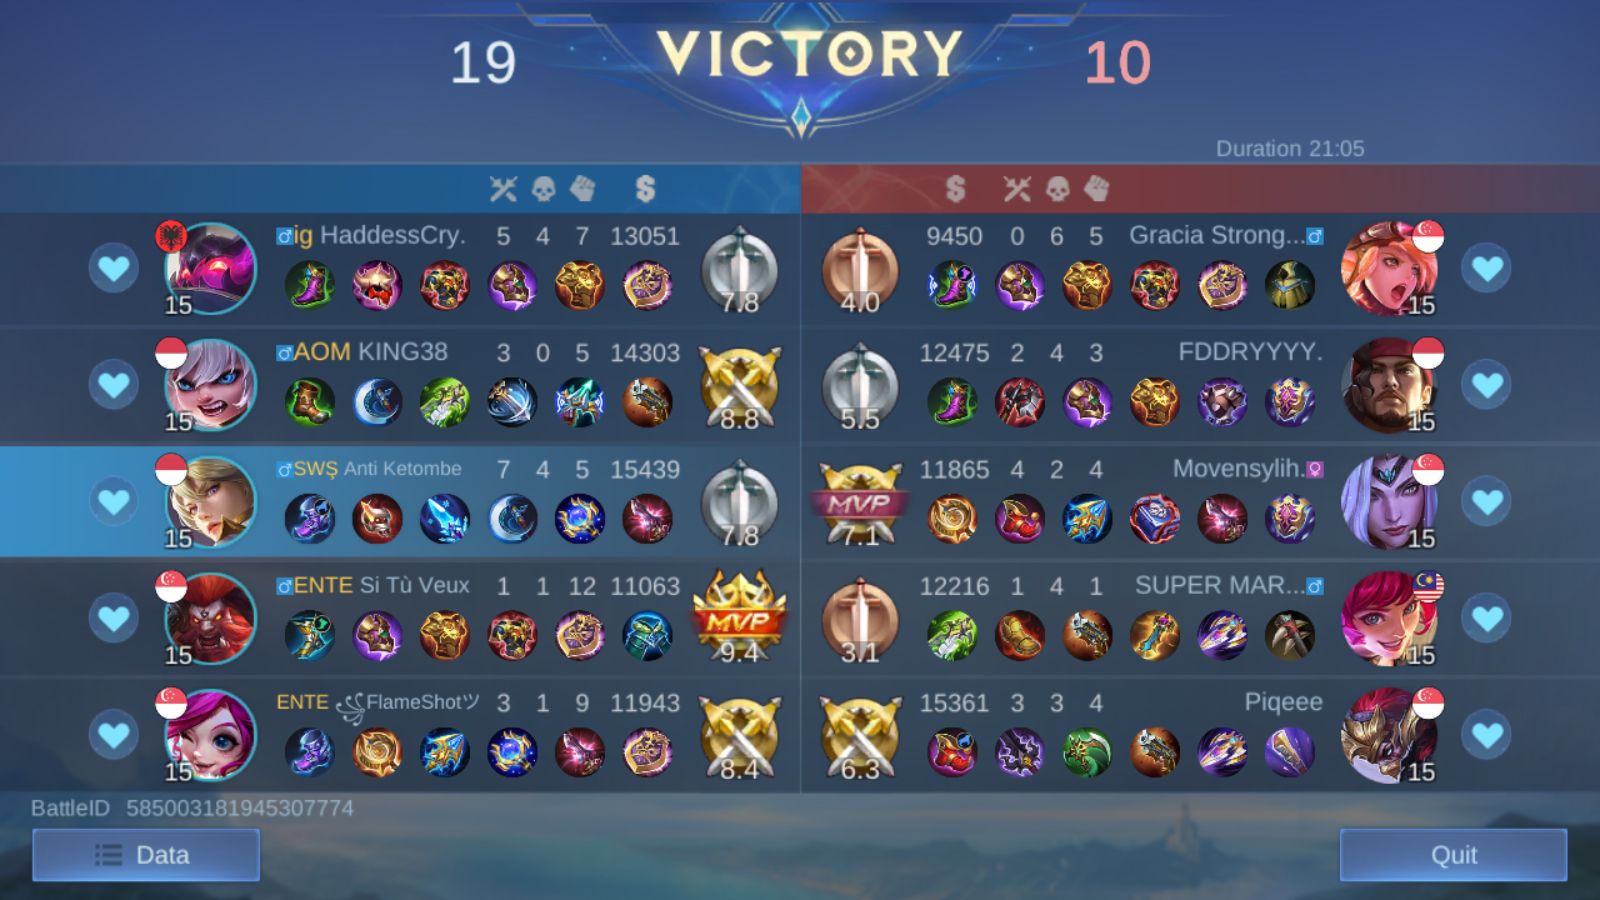 19 VICTORY 10
Duration 21:05
ig HaddessCry. 5 4 7 13051 7.8 15
4.0 9450 0 6 5 Gracia Strong... 15
AOM KING38 3 0 5 14303 8.8 15
5.5 12475 2 4 3 FDDRYYYY. 15
SWŞ Anti Ketombe 7 4 5 15439 7.8 15
MVP 7.1 11865 4 2 4 Movensylih. 15
ENTE Si Tù Veux 1 1 12 11063 MVP 9.4 15
3.1 12216 1 4 1 SUPER MAR... 15
ENTE ꧁FlameShotツ 3 1 9 11943 8.4 15
6.3 15361 3 3 4 Piqeee 15
BattleID 585003181945307774
Data
Quit